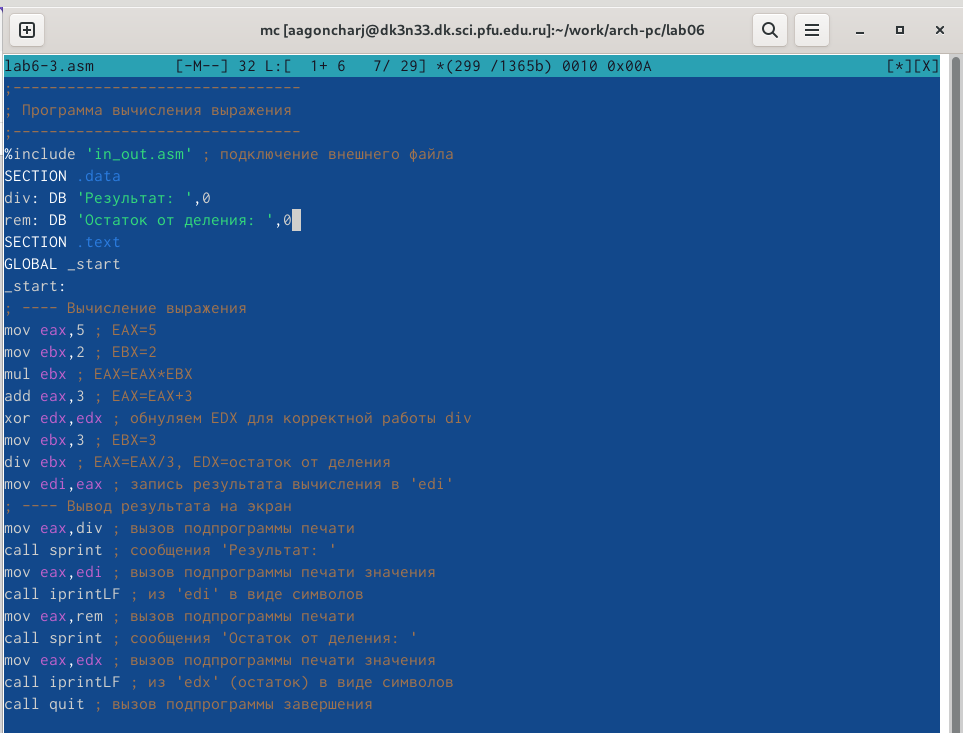 mc [aagoncharj@dk3n33.dk.sci.pfu.edu.ru]:~/work/arch-pc/lab06
lab6-3.asm [-M--] 32 L:[ 1+ 6 7/ 29] *(299 /1365b) 0010 0x00A [*][X]
;--------------------------------
; Программа вычисления выражения
;--------------------------------
%include 'in_out.asm' ; подключение внешнего файла
SECTION .data
div: DB 'Результат: ',0
rem: DB 'Остаток от деления: ',0
SECTION .text
GLOBAL _start
_start:
; ---- Вычисление выражения
mov eax,5 ; EAX=5
mov ebx,2 ; EBX=2
mul ebx ; EAX=EAX*EBX
add eax,3 ; EAX=EAX+3
xor edx,edx ; обнуляем EDX для корректной работы div
mov ebx,3 ; EBX=3
div ebx ; EAX=EAX/3, EDX=остаток от деления
mov edi,eax ; запись результата вычисления в 'edi'
; ---- Вывод результата на экран
mov eax,div ; вызов подпрограммы печати
call sprint ; сообщения 'Результат: '
mov eax,edi ; вызов подпрограммы печати значения
call iprintLF ; из 'edi' в виде символов
mov eax,rem ; вызов подпрограммы печати
call sprint ; сообщения 'Остаток от деления: '
mov eax,edx ; вызов подпрограммы печати значения
call iprintLF ; из 'edx' (остаток) в виде символов
call quit ; вызов подпрограммы завершения